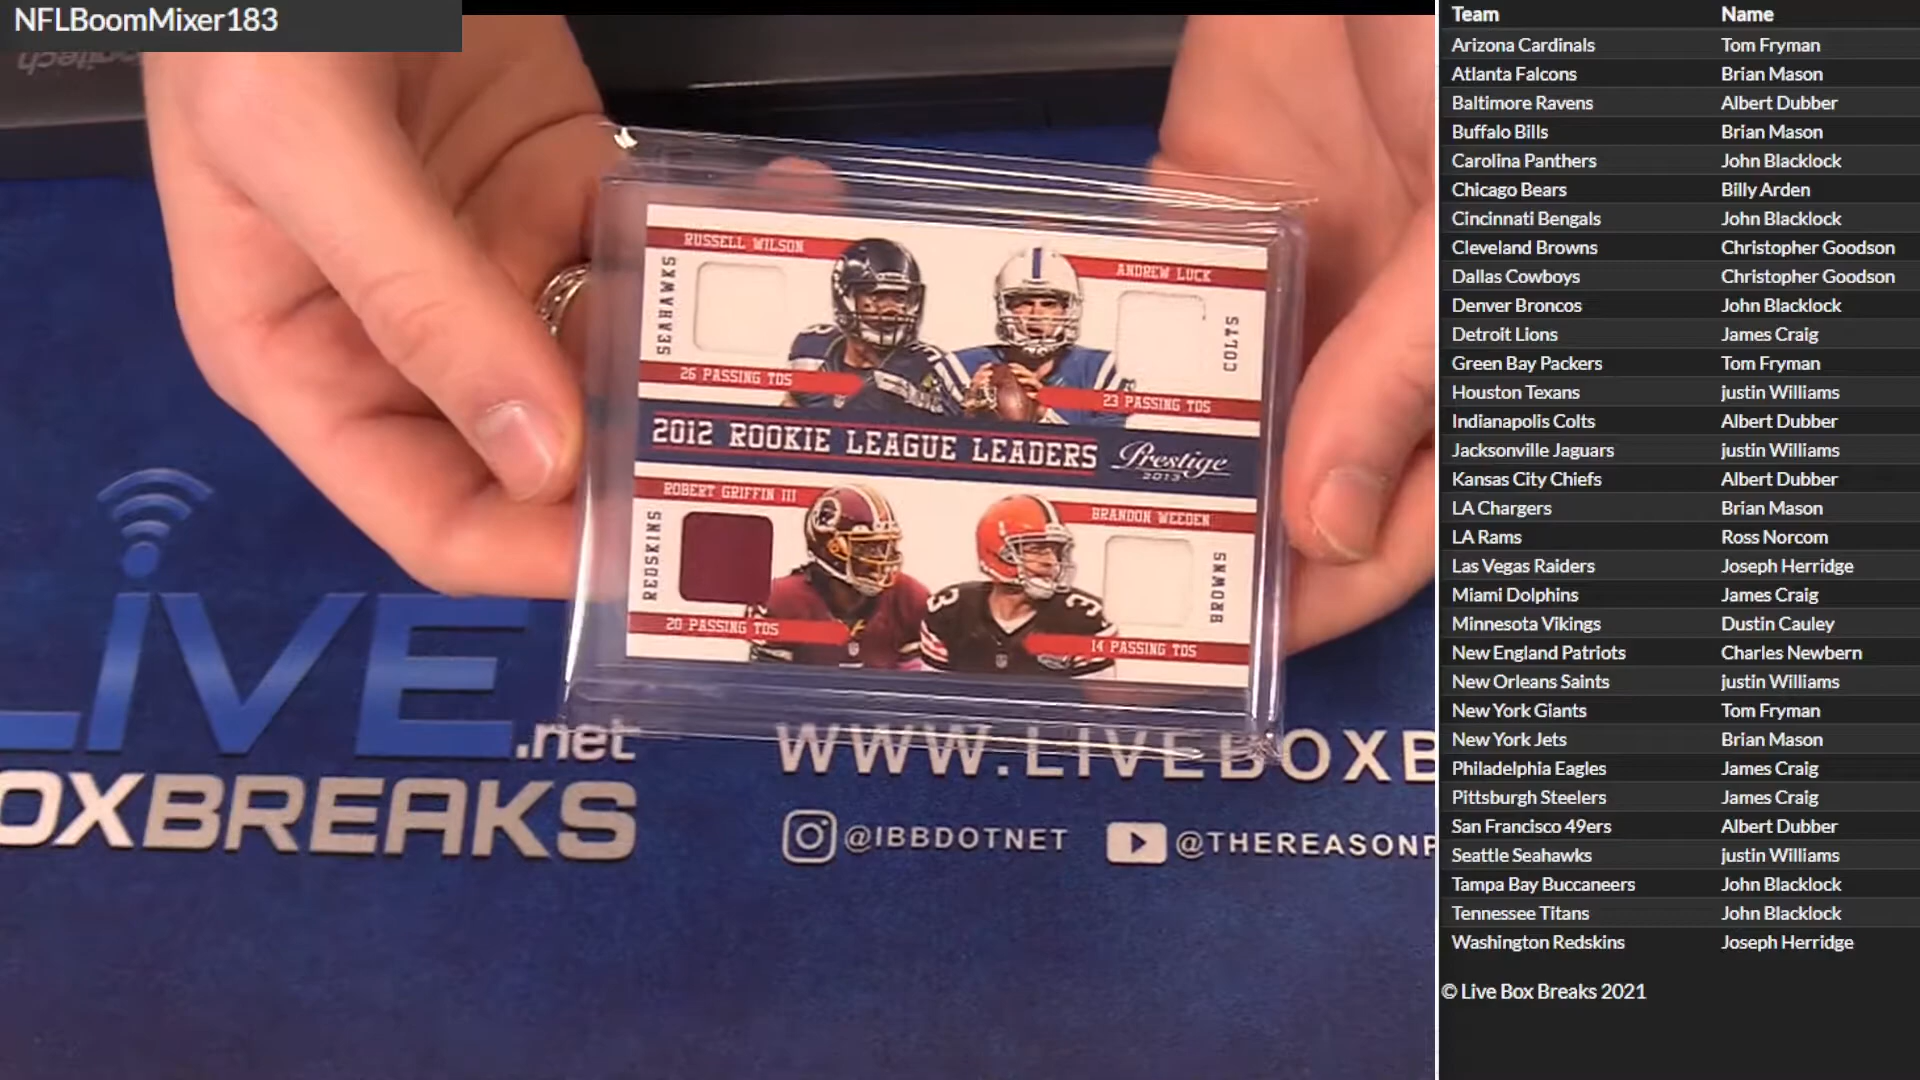 NFLBoomMixer183
RUSSELL WILSON
SEAHAWKS
26 PASSING TDS
ANDREW LUCK
COLTS
23 PASSING TDS
2012 ROOKIE LEAGUE LEADERS
Prestige
2013
ROBERT GRIFFIN III
REDSKINS
20 PASSING TDS
BRANDON WEEDEN
BROWNS
14 PASSING TDS
LIVE.net
OXBREAKS
WWW.LIVEBOXB
@IBBDOTNET
@THEREASONP
Team Name
Arizona Cardinals Tom Fryman
Atlanta Falcons Brian Mason
Baltimore Ravens Albert Dubber
Buffalo Bills Brian Mason
Carolina Panthers John Blacklock
Chicago Bears Billy Arden
Cincinnati Bengals John Blacklock
Cleveland Browns Christopher Goodson
Dallas Cowboys Christopher Goodson
Denver Broncos John Blacklock
Detroit Lions James Craig
Green Bay Packers Tom Fryman
Houston Texans justin Williams
Indianapolis Colts Albert Dubber
Jacksonville Jaguars justin Williams
Kansas City Chiefs Albert Dubber
LA Chargers Brian Mason
LA Rams Ross Norcom
Las Vegas Raiders Joseph Herridge
Miami Dolphins James Craig
Minnesota Vikings Dustin Cauley
New England Patriots Charles Newbern
New Orleans Saints justin Williams
New York Giants Tom Fryman
New York Jets Brian Mason
Philadelphia Eagles James Craig
Pittsburgh Steelers James Craig
San Francisco 49ers Albert Dubber
Seattle Seahawks justin Williams
Tampa Bay Buccaneers John Blacklock
Tennessee Titans John Blacklock
Washington Redskins Joseph Herridge
© Live Box Breaks 2021